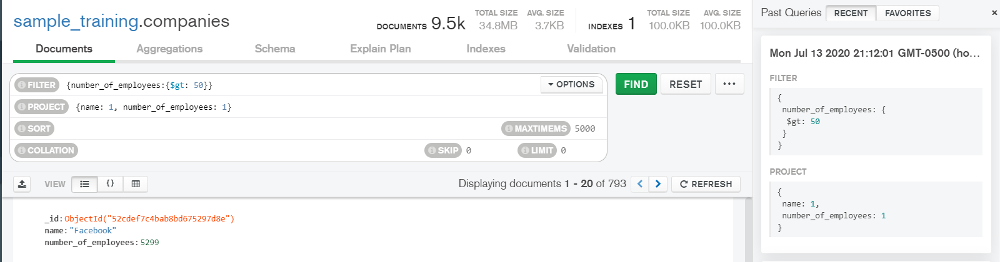 sample_training.companies
DOCUMENTS 9.5k
TOTAL SIZE
34.8MB
AVG. SIZE
3.7KB
INDEXES 1
TOTAL SIZE
100.0KB
AVG. SIZE
100.0KB
Documents Aggregations Schema Explain Plan Indexes Validation
FILTER {number_of_employees:{$gt: 50}} OPTIONS FIND RESET •••
PROJECT {name: 1, number_of_employees: 1}
SORT MAXTIMEMS 5000
COLLATION SKIP 0 LIMIT 0
VIEW {} Displaying documents 1 - 20 of 793 < > REFRESH
_id:ObjectId("52cdef7c4bab8bd675297d8e")
name:"Facebook"
number_of_employees:5299
Past Queries RECENT FAVORITES ×
Mon Jul 13 2020 21:12:01 GMT-0500 (ho…
FILTER
{
number_of_employees: {
$gt: 50
}
}
PROJECT
{
name: 1,
number_of_employees: 1
}